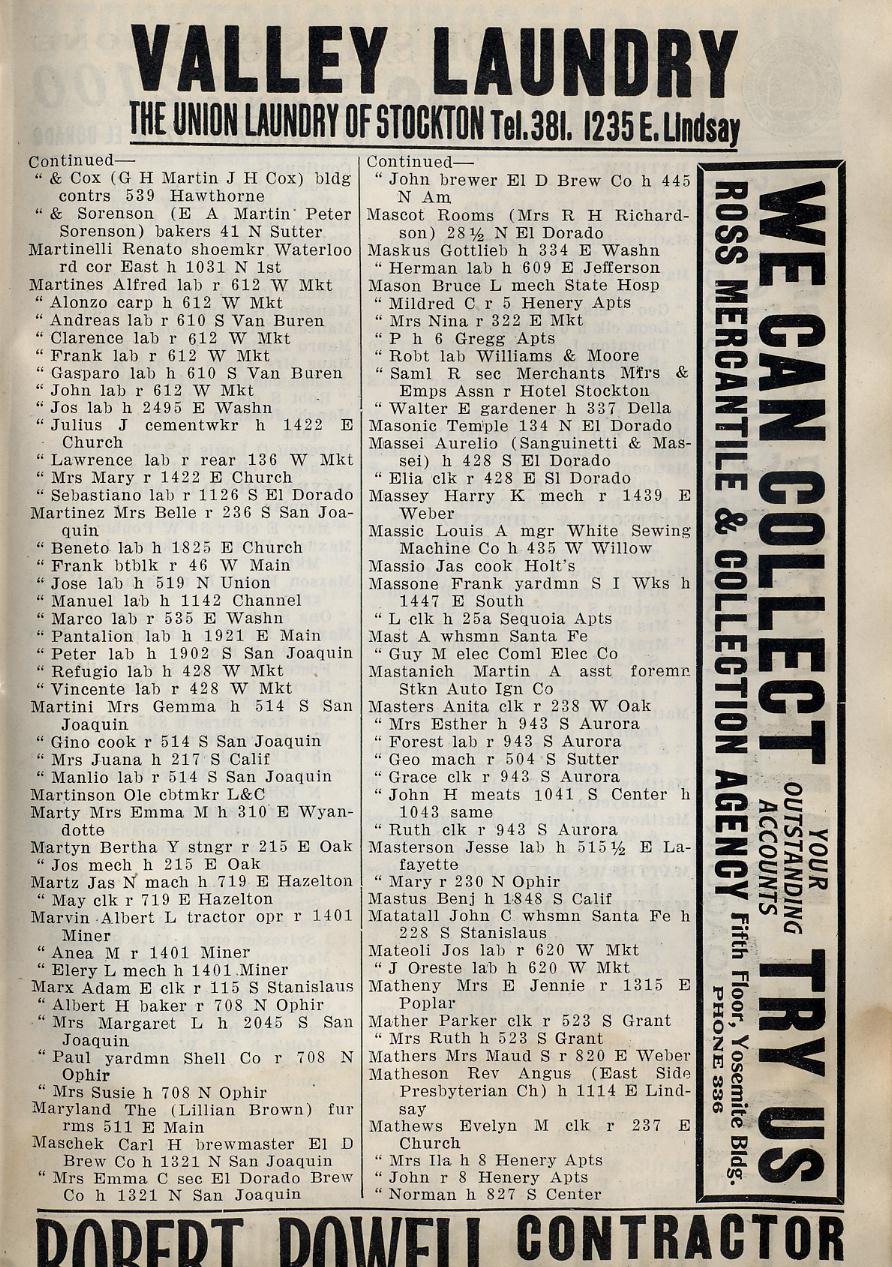 VALLEY LAUNDRY
THE UNION LAUNDRY OF STOCKTON Tel.381. 1235 E. Lindsay
Continued—
“ & Cox (G H Martin J H Cox) bldg
contrs 539 Hawthorne
“ & Sorenson (E A Martin Peter
Sorenson) bakers 41 N Sutter
Martinelli Renato shoemkr Waterloo
rd cor East h 1031 N 1st
Martines Alfred lab r 612 W Mkt
“ Alonzo carp h 612 W Mkt
“ Andreas lab r 610 S Van Buren
“ Clarence lab r 612 W Mkt
“ Frank lab r 612 W Mkt
“ Gasparo lab h 610 S Van Buren
“ John lab r 612 W Mkt
“ Jos lab h 2495 E Washn
“ Julius J cementwkr h 1422 E
Church
“ Lawrence lab r rear 136 W Mkt
“ Mrs Mary r 1422 E Church
“ Sebastiano lab r 1126 S El Dorado
Martinez Mrs Belle r 236 S San Joa-
quin
“ Beneto lab h 1825 E Church
“ Frank btblk r 46 W Main
“ Jose lab h 519 N Union
“ Manuel lab h 1142 Channel
“ Marco lab r 535 E Washn
“ Pantalion lab h 1921 E Main
“ Peter lab h 1902 S San Joaquin
“ Refugio lab h 428 W Mkt
“ Vincente lab r 428 W Mkt
Martini Mrs Gemma h 514 S San
Joaquin
“ Gino cook r 514 S San Joaquin
“ Mrs Juana h 217 S Calif
“ Manlio lab r 514 S San Joaquin
Martinson Ole cbtmkr L&C
Marty Mrs Emma M h 310 E Wyan-
dotte
Martyn Bertha Y stngr r 215 E Oak
“ Jos mech h 215 E Oak
Martz Jas N mach h 719 E Hazelton
“ May clk r 719 E Hazelton
Marvin Albert L tractor opr r 1401
Miner
“ Anea M r 1401 Miner
“ Elery L mech h 1401 Miner
Marx Adam E clk r 115 S Stanislaus
“ Albert H baker r 708 N Ophir
“ Mrs Margaret L h 2045 S San
Joaquin
“ Paul yardmn Shell Co r 708 N
Ophir
“ Mrs Susie h 708 N Ophir
Maryland The (Lillian Brown) fur
rms 511 E Main
Maschek Carl H brewmaster El D
Brew Co h 1321 N San Joaquin
“ Mrs Emma C sec El Dorado Brew
Co h 1321 N San Joaquin
Continued—
“ John brewer El D Brew Co h 445
N Am
Mascot Rooms (Mrs R H Richard-
son) 28½ N El Dorado
Maskus Gottlieb h 334 E Washn
“ Herman lab h 609 E Jefferson
Mason Bruce L mech State Hosp
“ Mildred C r 5 Henery Apts
“ Mrs Nina r 322 E Mkt
“ P h 6 Gregg Apts
“ Robt lab Williams & Moore
“ Saml R sec Merchants Mfrs &
Emps Assn r Hotel Stockton
“ Walter E gardener h 337 Della
Masonic Temple 134 N El Dorado
Massei Aurelio (Sanguinetti & Mas-
sei) h 428 S El Dorado
“ Elia clk r 428 E Sl Dorado
Massey Harry K mech r 1439 E
Weber
Massic Louis A mgr White Sewing
Machine Co h 435 W Willow
Massio Jas cook Holt's
Massone Frank yardmn S I Wks h
1447 E South
“ L clk h 25a Sequoia Apts
Mast A whsmn Santa Fe
“ Guy M elec Coml Elec Co
Mastanich Martin A asst foremn
Stkn Auto Ign Co
Masters Anita clk r 238 W Oak
“ Mrs Esther h 943 S Aurora
“ Forest lab r 943 S Aurora
“ Geo mach r 504 S Sutter
“ Grace clk r 943 S Aurora
“ John H meats 1041 S Center h
1043 same
“ Ruth clk r 943 S Aurora
Masterson Jesse lab h 515½ E La-
fayette
“ Mary r 230 N Ophir
Mastus Benj h 1848 S Calif
Matatall John C whsmn Santa Fe h
228 S Stanislaus
Mateoli Jos lab r 620 W Mkt
“ J Oreste lab h 620 W Mkt
Matheny Mrs E Jennie r 1315 E
Poplar
Mather Parker clk r 523 S Grant
“ Mrs Ruth h 523 S Grant
Mathers Mrs Maud S r 820 E Weber
Matheson Rev Angus (East Side
Presbyterian Ch) h 1114 E Lind-
say
Mathews Evelyn M clk r 237 E
Church
“ Mrs Ila h 8 Henery Apts
“ John r 8 Henery Apts
“ Norman h 827 S Center
WE CAN COLLECT YOUR OUTSTANDING ACCOUNTS TRY US
ROSS MERCANTILE & COLLECTION AGENCY Fifth Floor, Yosemite Bldg.
PHONE 336
ROBERT POWELL CONTRACTOR